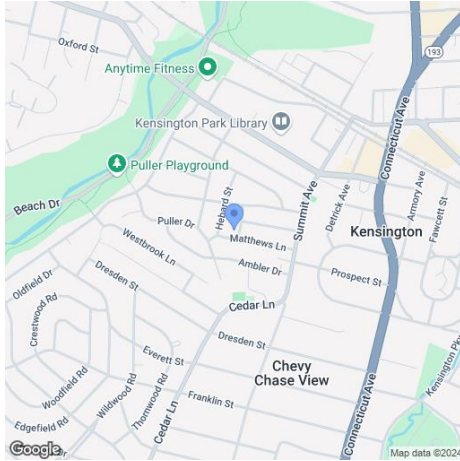 Oxford St
Anytime Fitness
193
Kensington Park Library
Connecticut Ave
Puller Playground
Summit Ave
Detrick Ave
Armory Ave
Fawcett St
Beach Dr
Hebard St
Puller Dr
Matthews Ln
Kensington
Westbrook Ln
Ambler Dr
Prospect St
Oldfield Dr
Dresden St
Cedar Ln
Crestwood Rd
Dresden St
Everett St
Chevy
Chase View
Kensington Pkwy
Woodfield Rd
Wildwood Rd
Thornwood Rd
Franklin St
Edgefield Rd
Cedar Ln
Connecticut Ave
Google
Dr
Map data ©2024